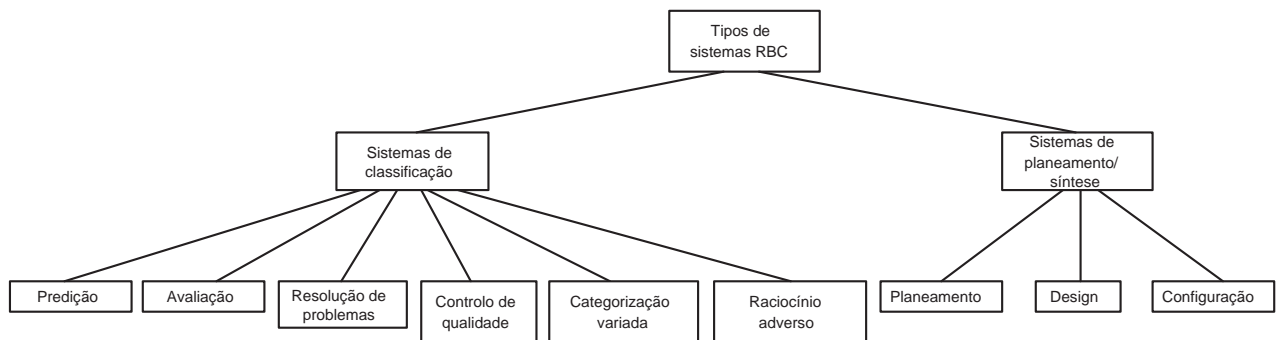 Tipos de
sistemas RBC
Sistemas de
classificação
Sistemas de
planeamento/
síntese
Predição
Avaliação
Resolução de
problemas
Controlo de
qualidade
Categorização
variada
Raciocínio
adverso
Planeamento
Design
Configuração